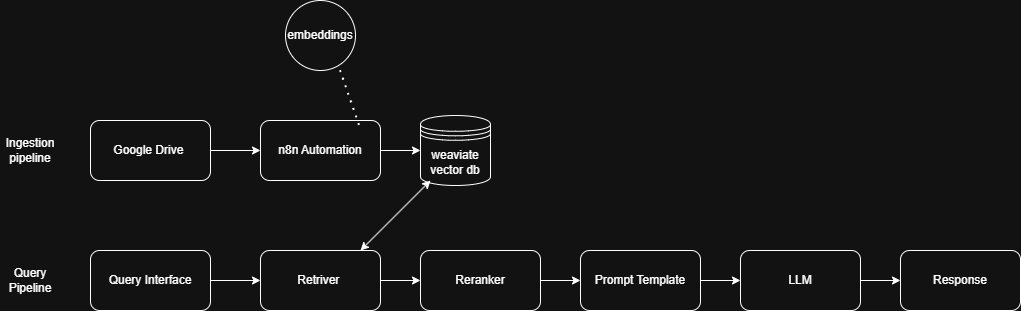 embeddings
Ingestion
pipeline
Google Drive
n8n Automation
weaviate
vector db
Query
Pipeline
Query Interface
Retriver
Reranker
Prompt Template
LLM
Response